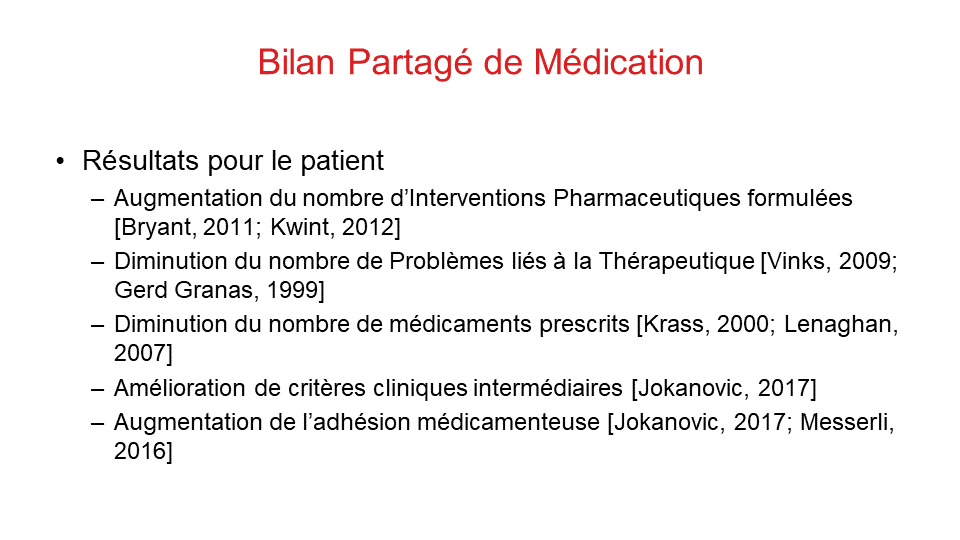 Bilan Partagé de Médication
• Résultats pour le patient
– Augmentation du nombre d’Interventions Pharmaceutiques formulées
[Bryant, 2011; Kwint, 2012]
– Diminution du nombre de Problèmes liés à la Thérapeutique [Vinks, 2009;
Gerd Granas, 1999]
– Diminution du nombre de médicaments prescrits [Krass, 2000; Lenaghan,
2007]
– Amélioration de critères cliniques intermédiaires [Jokanovic, 2017]
– Augmentation de l’adhésion médicamenteuse [Jokanovic, 2017; Messerli,
2016]